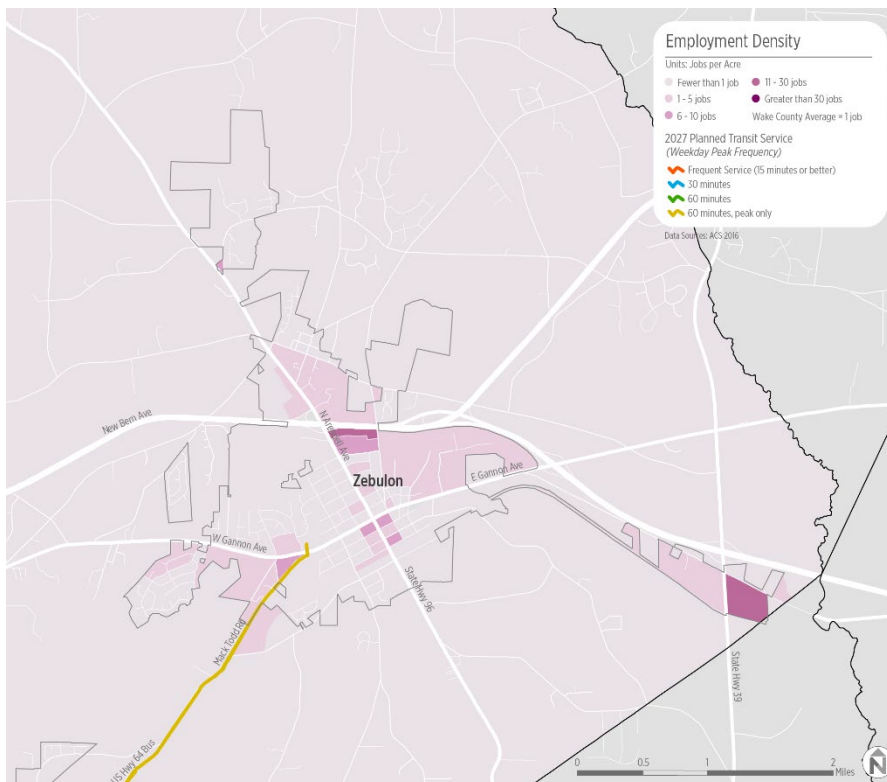 Employment Density
Units: Jobs per Acre
Fewer than 1 job
11 - 30 jobs
1 - 5 jobs
Greater than 30 jobs
6 - 10 jobs
Wake County Average = 1 job
2027 Planned Transit Service
(Weekday Peak Frequency)
Frequent Service (15 minutes or better)
30 minutes
60 minutes
60 minutes, peak only
Data Sources: ACS 2016
New Bern Ave
N Arendell Ave
Zebulon
E Gannon Ave
W Gannon Ave
State Hwy 96
Mack Todd Rd
State Hwy 39
US Hwy 64 Bus
0 0.5 1 2
Miles
N